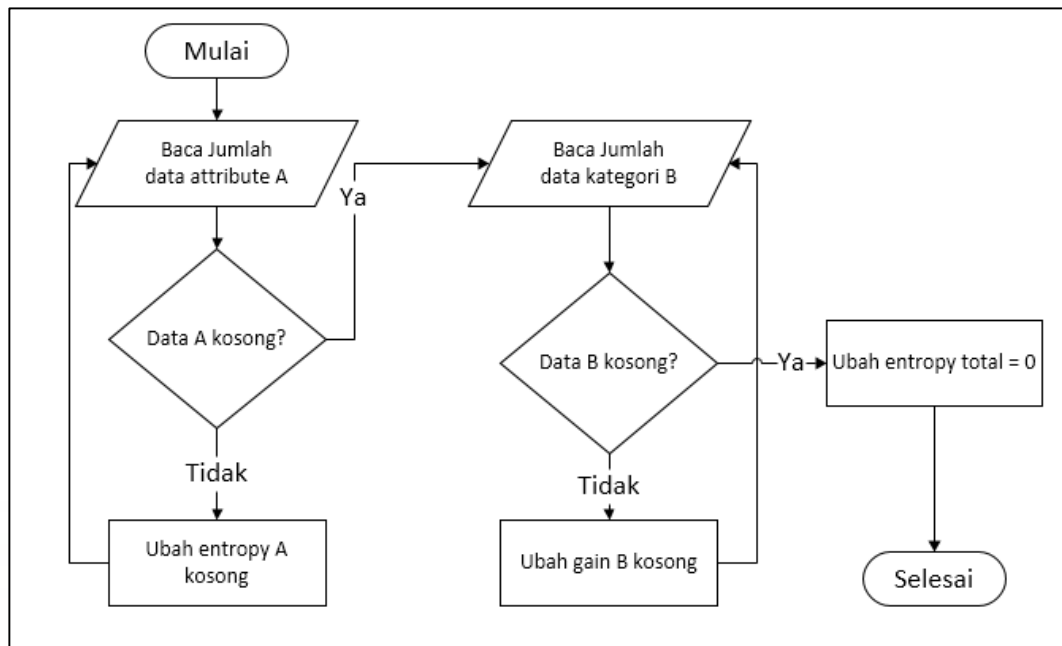 Mulai
Baca Jumlah
data attribute A
Ya
Data A kosong?
Tidak
Ubah entropy A
kosong
Baca Jumlah
data kategori B
Data B kosong?
Ya
Tidak
Ubah gain B kosong
Ubah entropy total = 0
Selesai